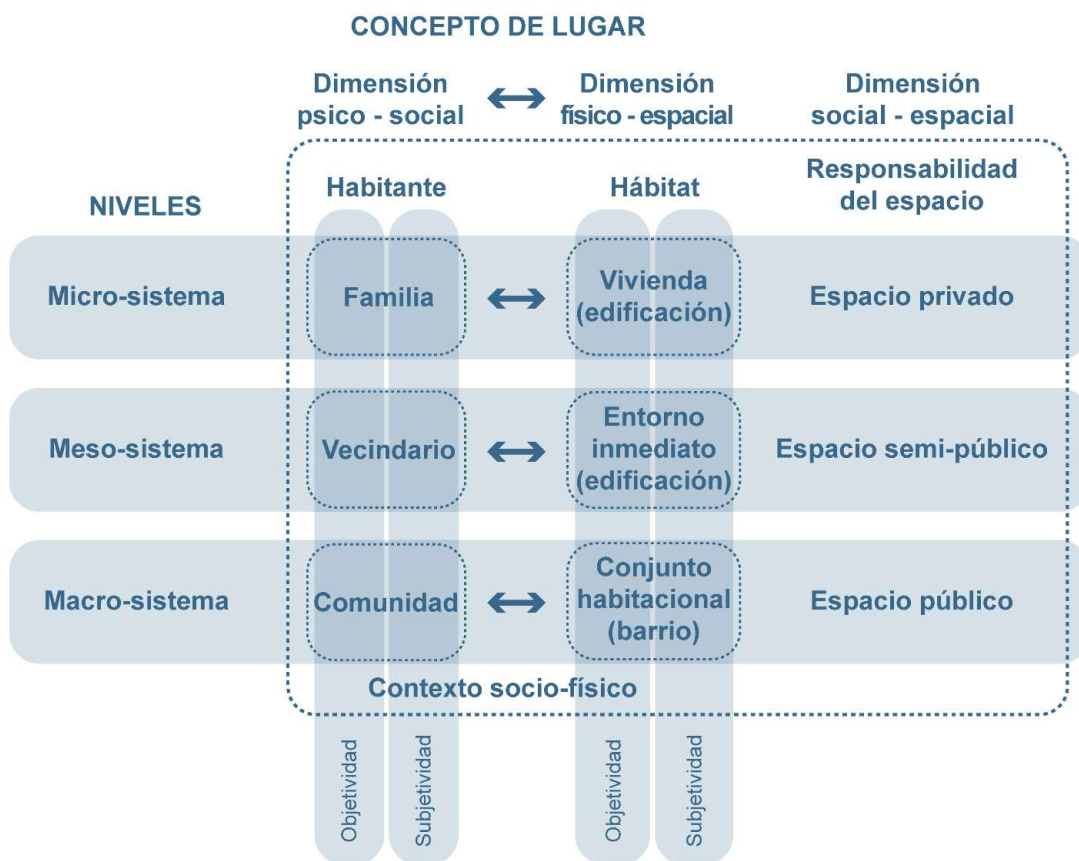 CONCEPTO DE LUGAR
Dimensión
psico - social
Dimensión
físico - espacial
Dimensión
social - espacial
NIVELES
Habitante
Hábitat
Responsabilidad
del espacio
Micro-sistema
Familia
Vivienda
(edificación)
Espacio privado
Meso-sistema
Vecindario
Entorno
inmediato
(edificación)
Espacio semi-público
Macro-sistema
Comunidad
Conjunto
habitacional
(barrio)
Espacio público
Contexto socio-físico
Objetividad
Subjetividad
Objetividad
Subjetividad